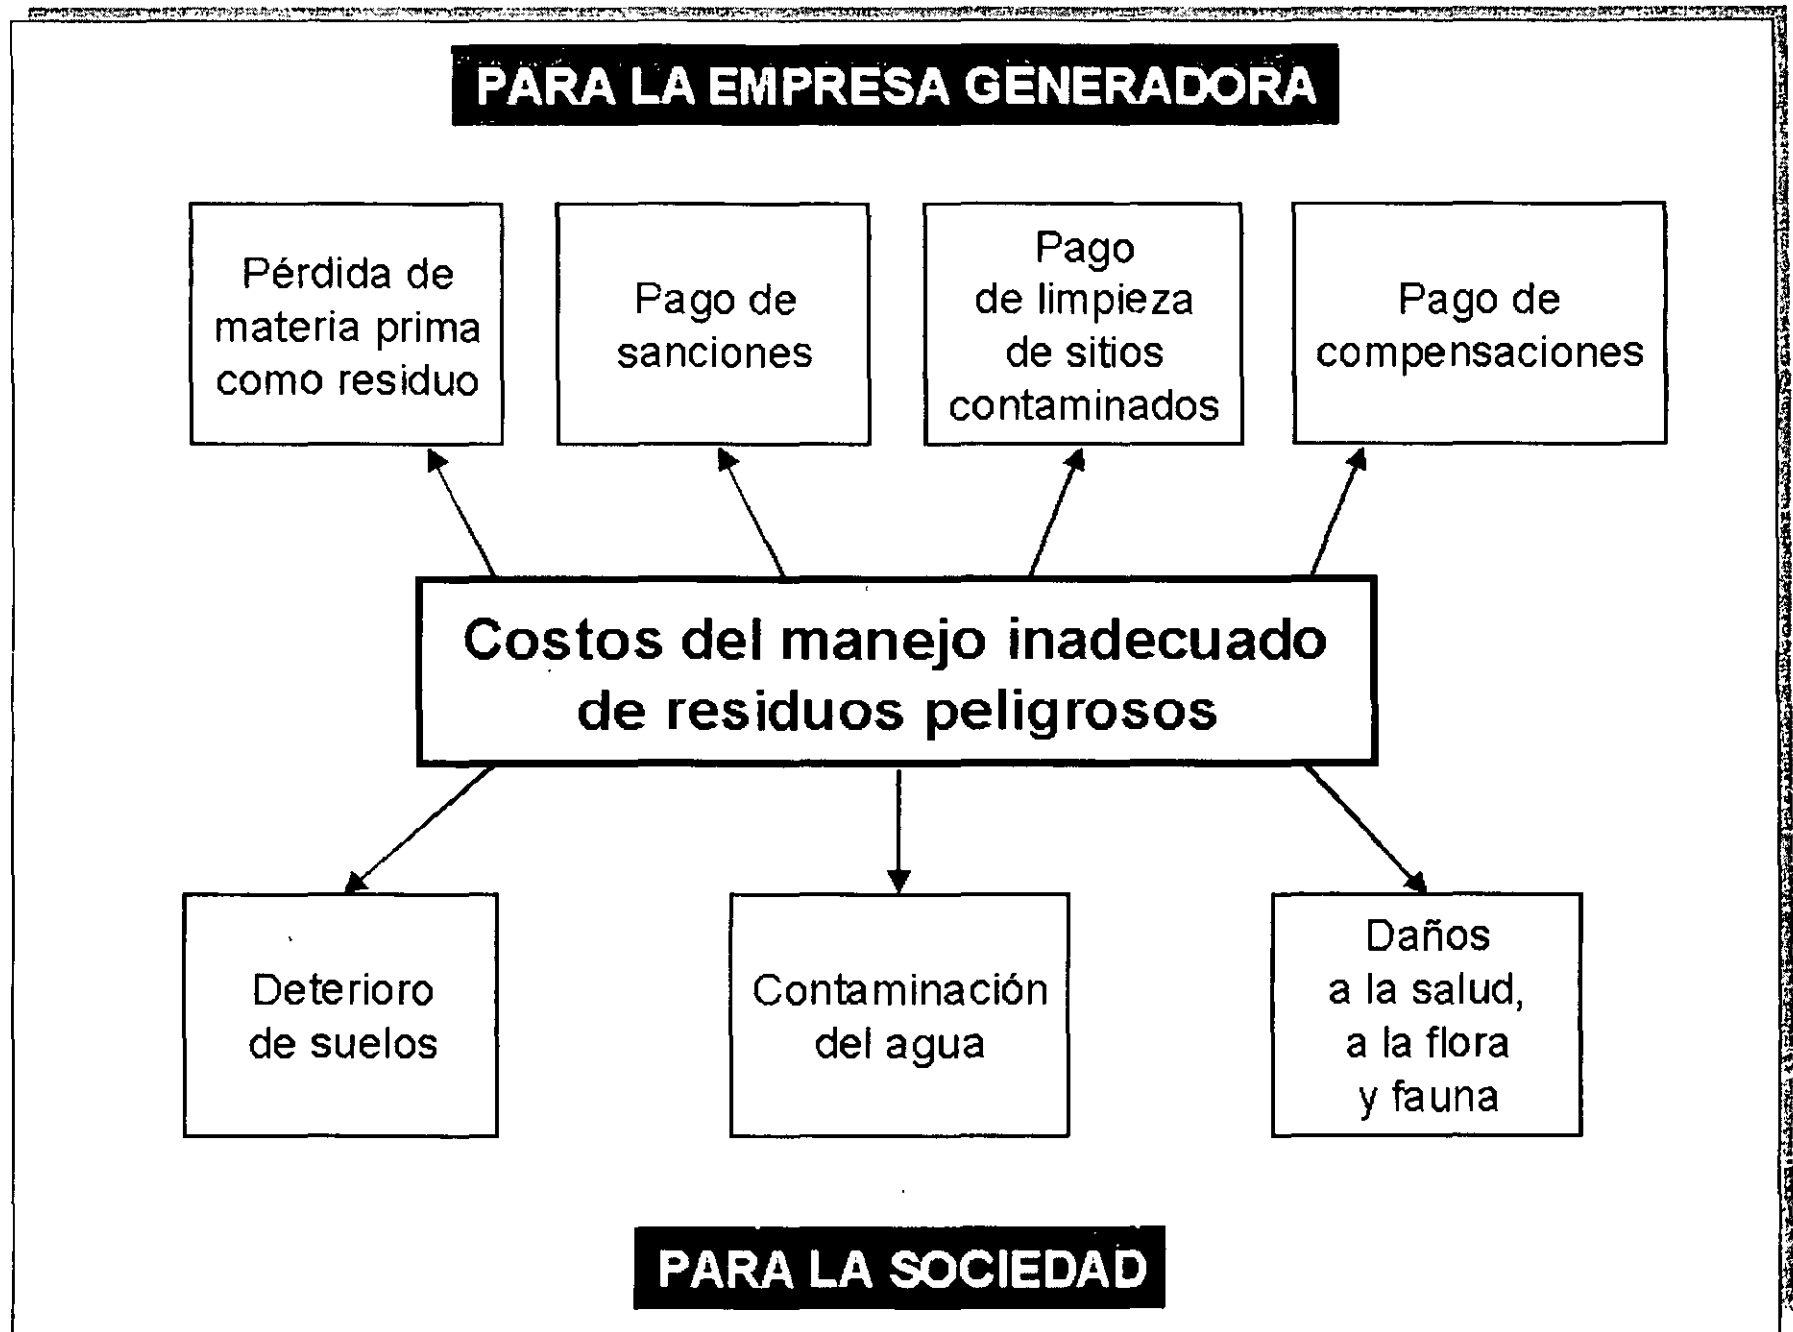 PARA LA EMPRESA GENERADORA
Pérdida de
materia prima
como residuo
Pago de
sanciones
Pago
de limpieza
de sitios
contaminados
Pago de
compensaciones
Costos del manejo inadecuado
de residuos peligrosos
Deterioro
de suelos
Contaminación
del agua
Daños
a la salud,
a la flora
y fauna
PARA LA SOCIEDAD